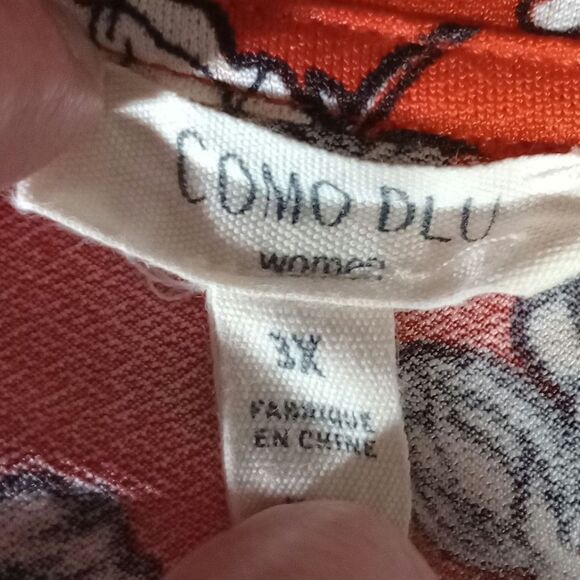 COMO BLU
women
3X
FABRIQUE
EN CHINE